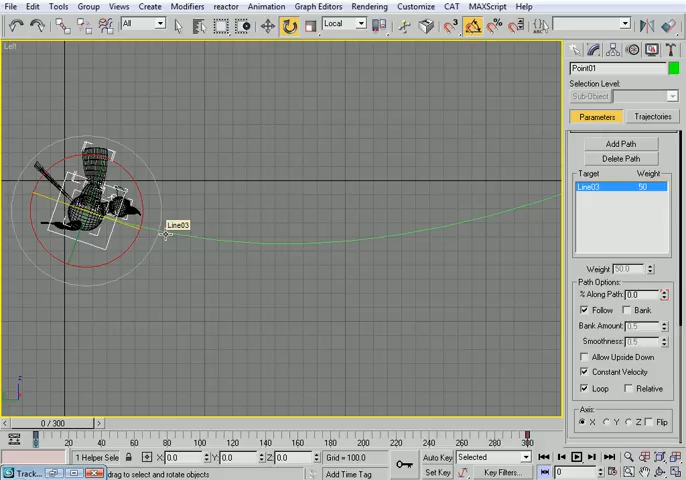 File Edit Tools Group Views Create Modifiers reactor Animation Graph Editors Rendering Customize CAT MAXScript Help
All Local
Left
Line03
z
Point01
Selection Level:
Sub-Object
Parameters Trajectories
Add Path
Delete Path
Target Weight
Line03 50
Weight 50.0
Path Options:
% Along Path: 0.0
Follow Bank
Bank Amount: 0.5
Smoothness: 0.5
Allow Upside Down
Constant Velocity
Loop Relative
Axis:
X Y Z Flip
0 / 300
0 20 40 60 80 100 120 140 160 180 200 220 240 260 280 300
1 Helper Sele X: 0.0 Y: 0.0 Z: 0.0 Grid = 100.0 Auto Key Selected
Track... drag to select and rotate objects Add Time Tag Set Key Key Filters... 0